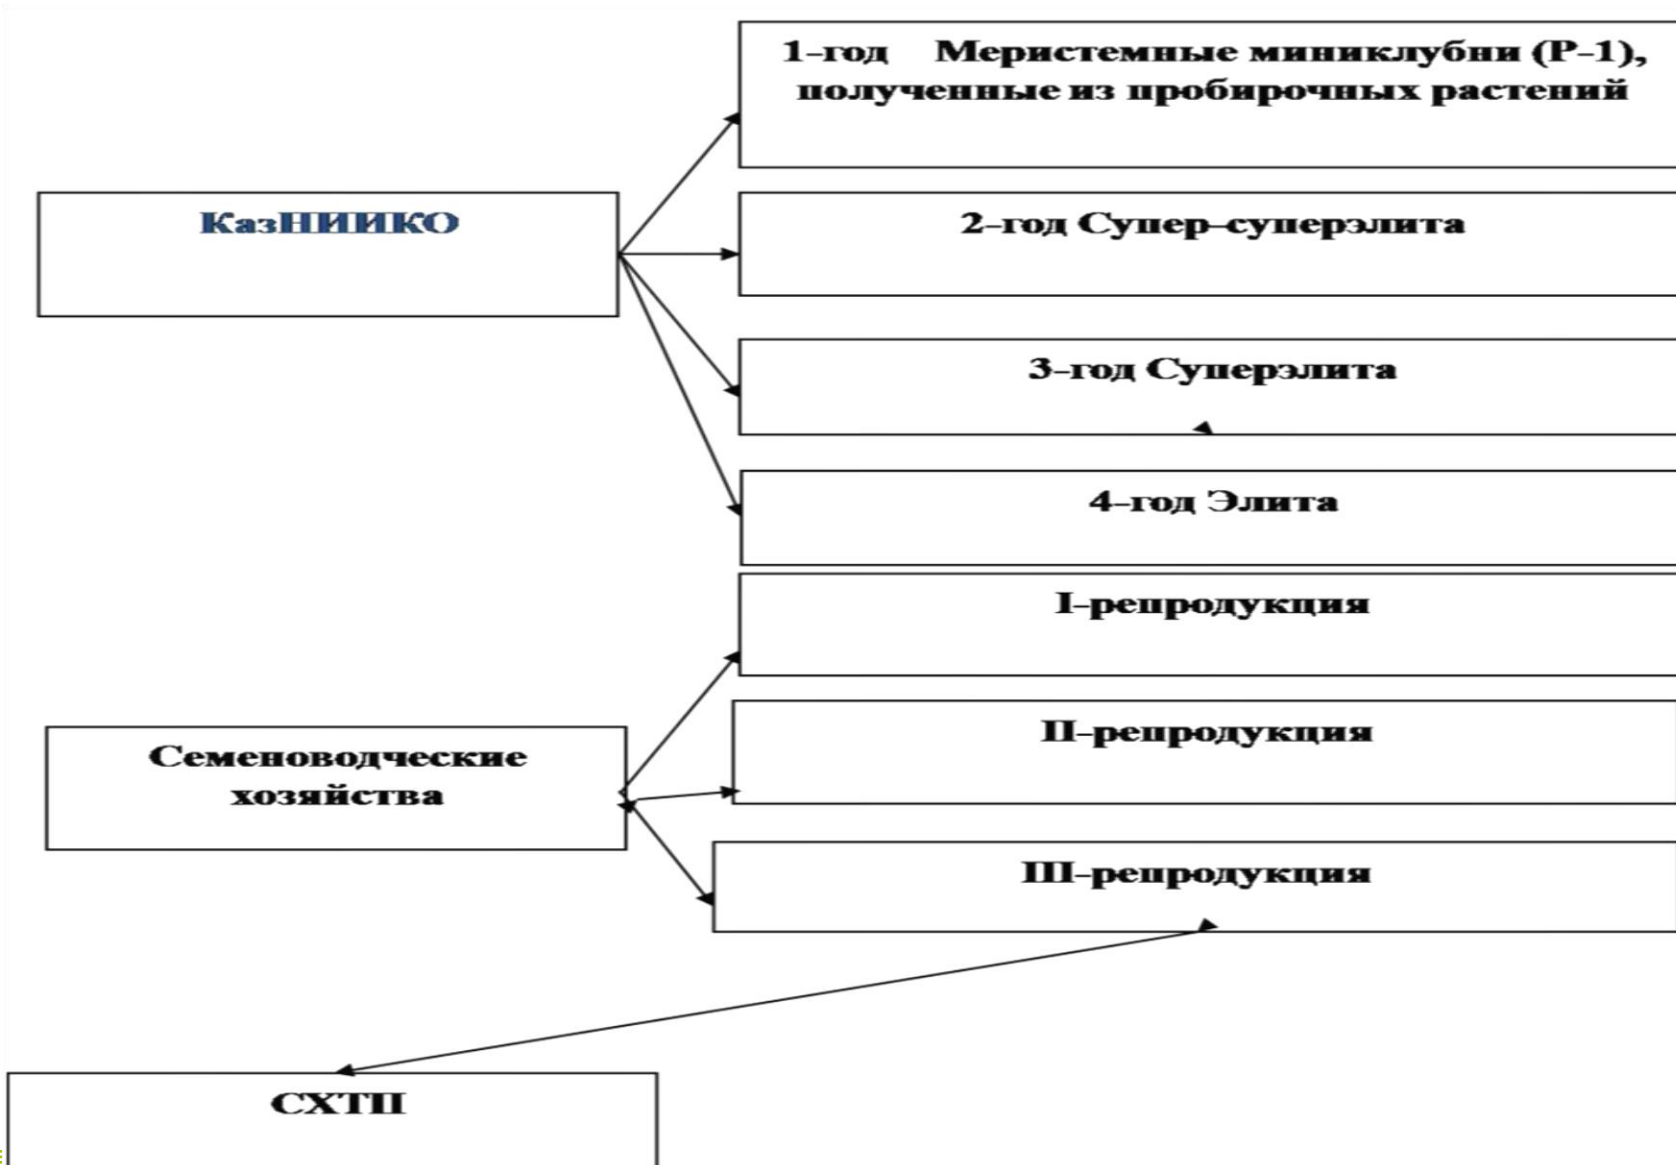 1-год Меристемные миниклубни (Р-1),
полученные из пробирочных растений
КазНИИКО
2-год Супер-суперэлита
3-год Суперэлита
4-год Элита
I-репродукция
II-репродукция
Семеноводческие
хозяйства
III-репродукция
СХТП